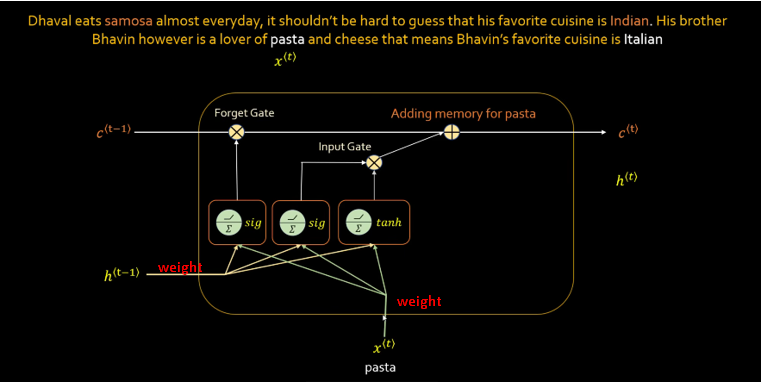 Dhaval eats samosa almost everyday, it shouldn't be hard to guess that his favorite cuisine is Indian. His brother
Bhavin however is a lover of pasta and cheese that means Bhavin's favorite cuisine is Italian
x⟨t⟩
Forget Gate
Adding memory for pasta
c⟨t−1⟩
c⟨t⟩
Input Gate
h⟨t⟩
Σ sig
Σ sig
Σ tanh
h⟨t−1⟩
weight
weight
x⟨t⟩
pasta